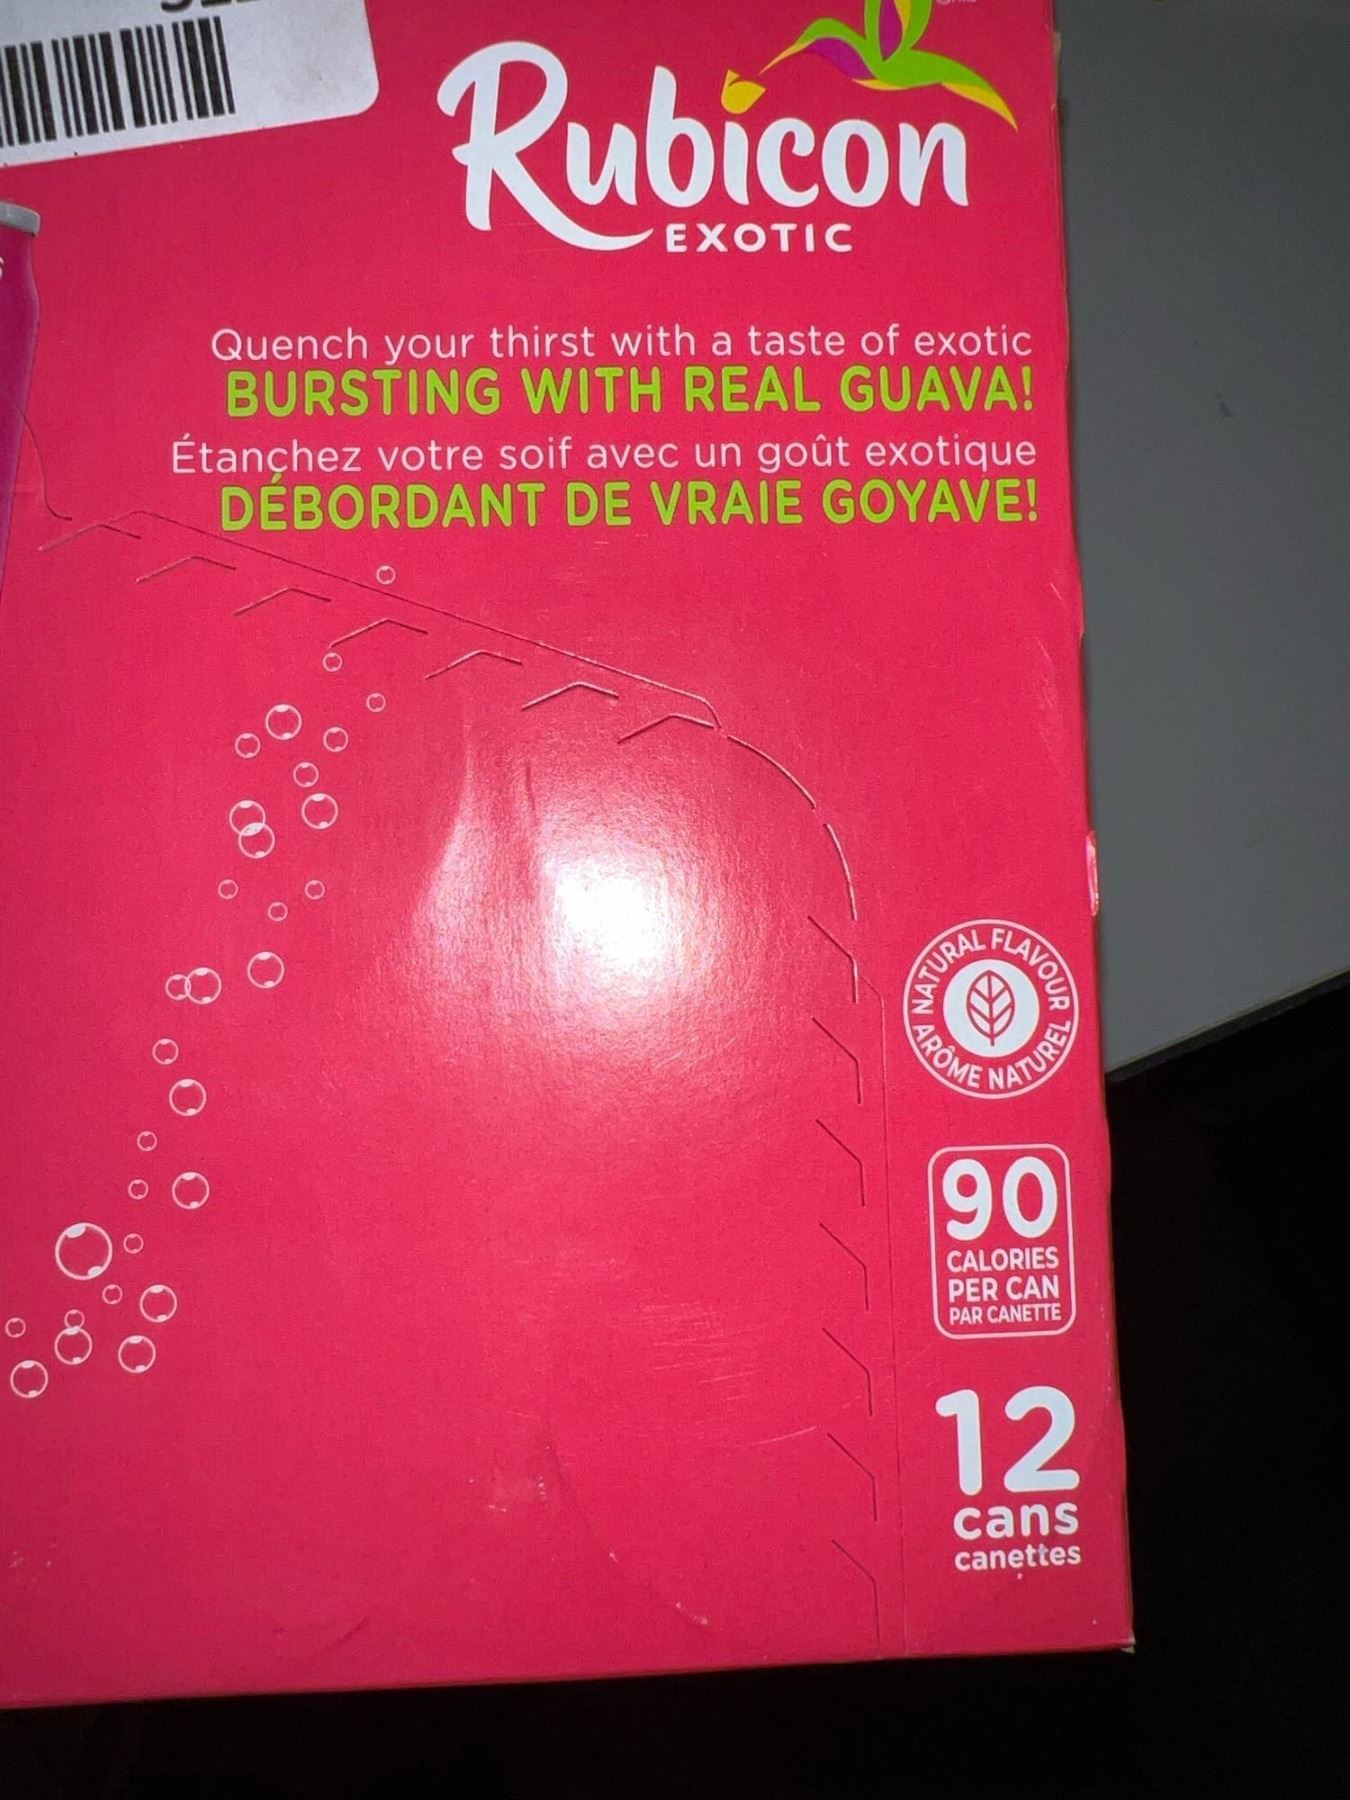 Rubicon
EXOTIC
Quench your thirst with a taste of exotic
BURSTING WITH REAL GUAVA!
Étanchez votre soif avec un goût exotique
DÉBORDANT DE VRAIE GOYAVE!
NATURAL FLAVOUR
ARÔME NATUREL
90
CALORIES
PER CAN
PAR CANETTE
12
cans
canettes